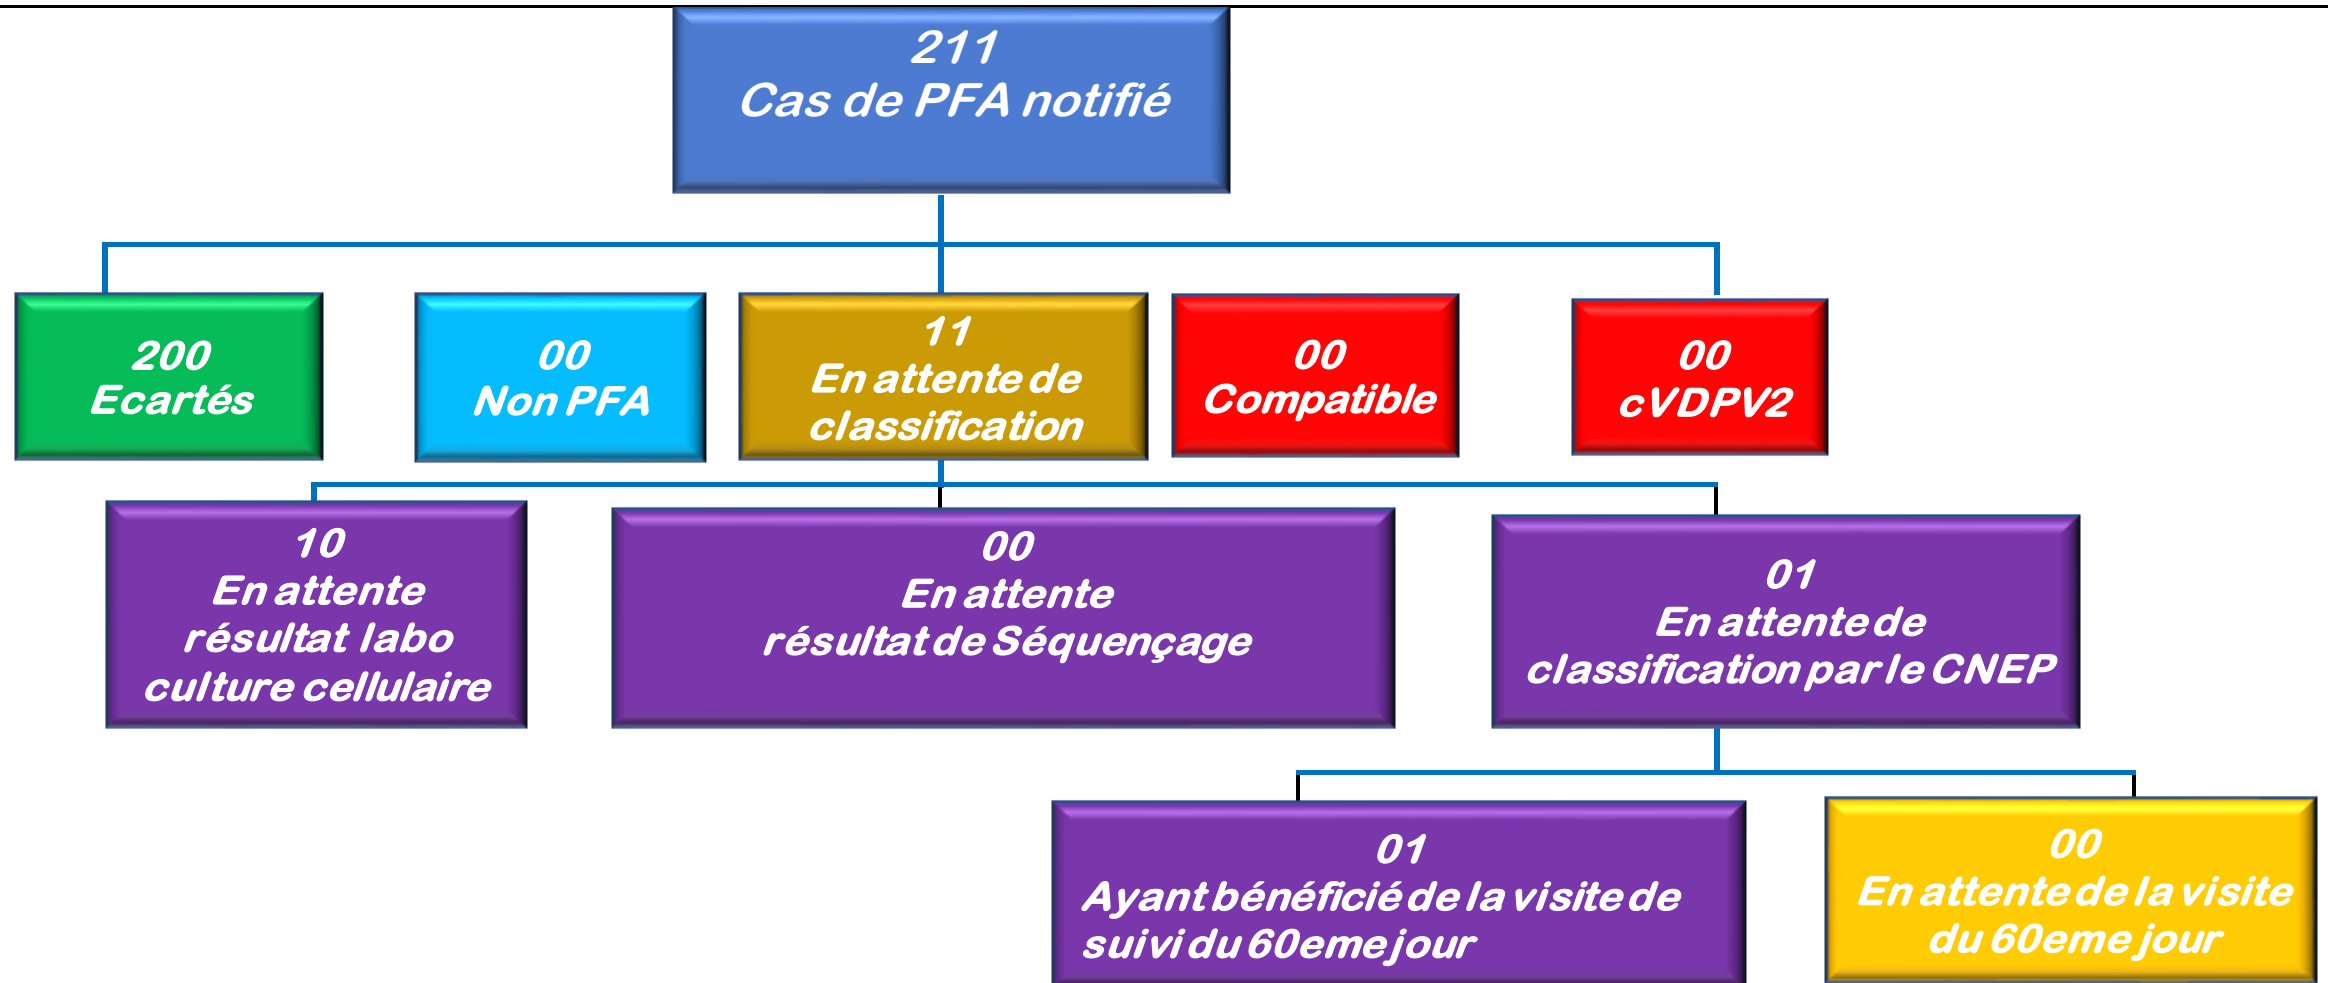 211
Cas de PFA notifié
200
Ecartés
00
Non PFA
11
En attente de
classification
00
Compatible
00
cVDPV2
10
En attente
résultat labo
culture cellulaire
00
En attente
résultat de Séquençage
01
En attente de
classification par le CNEP
01
Ayant bénéficié de la visite de
suivi du 60eme jour
00
En attente de la visite
du 60eme jour